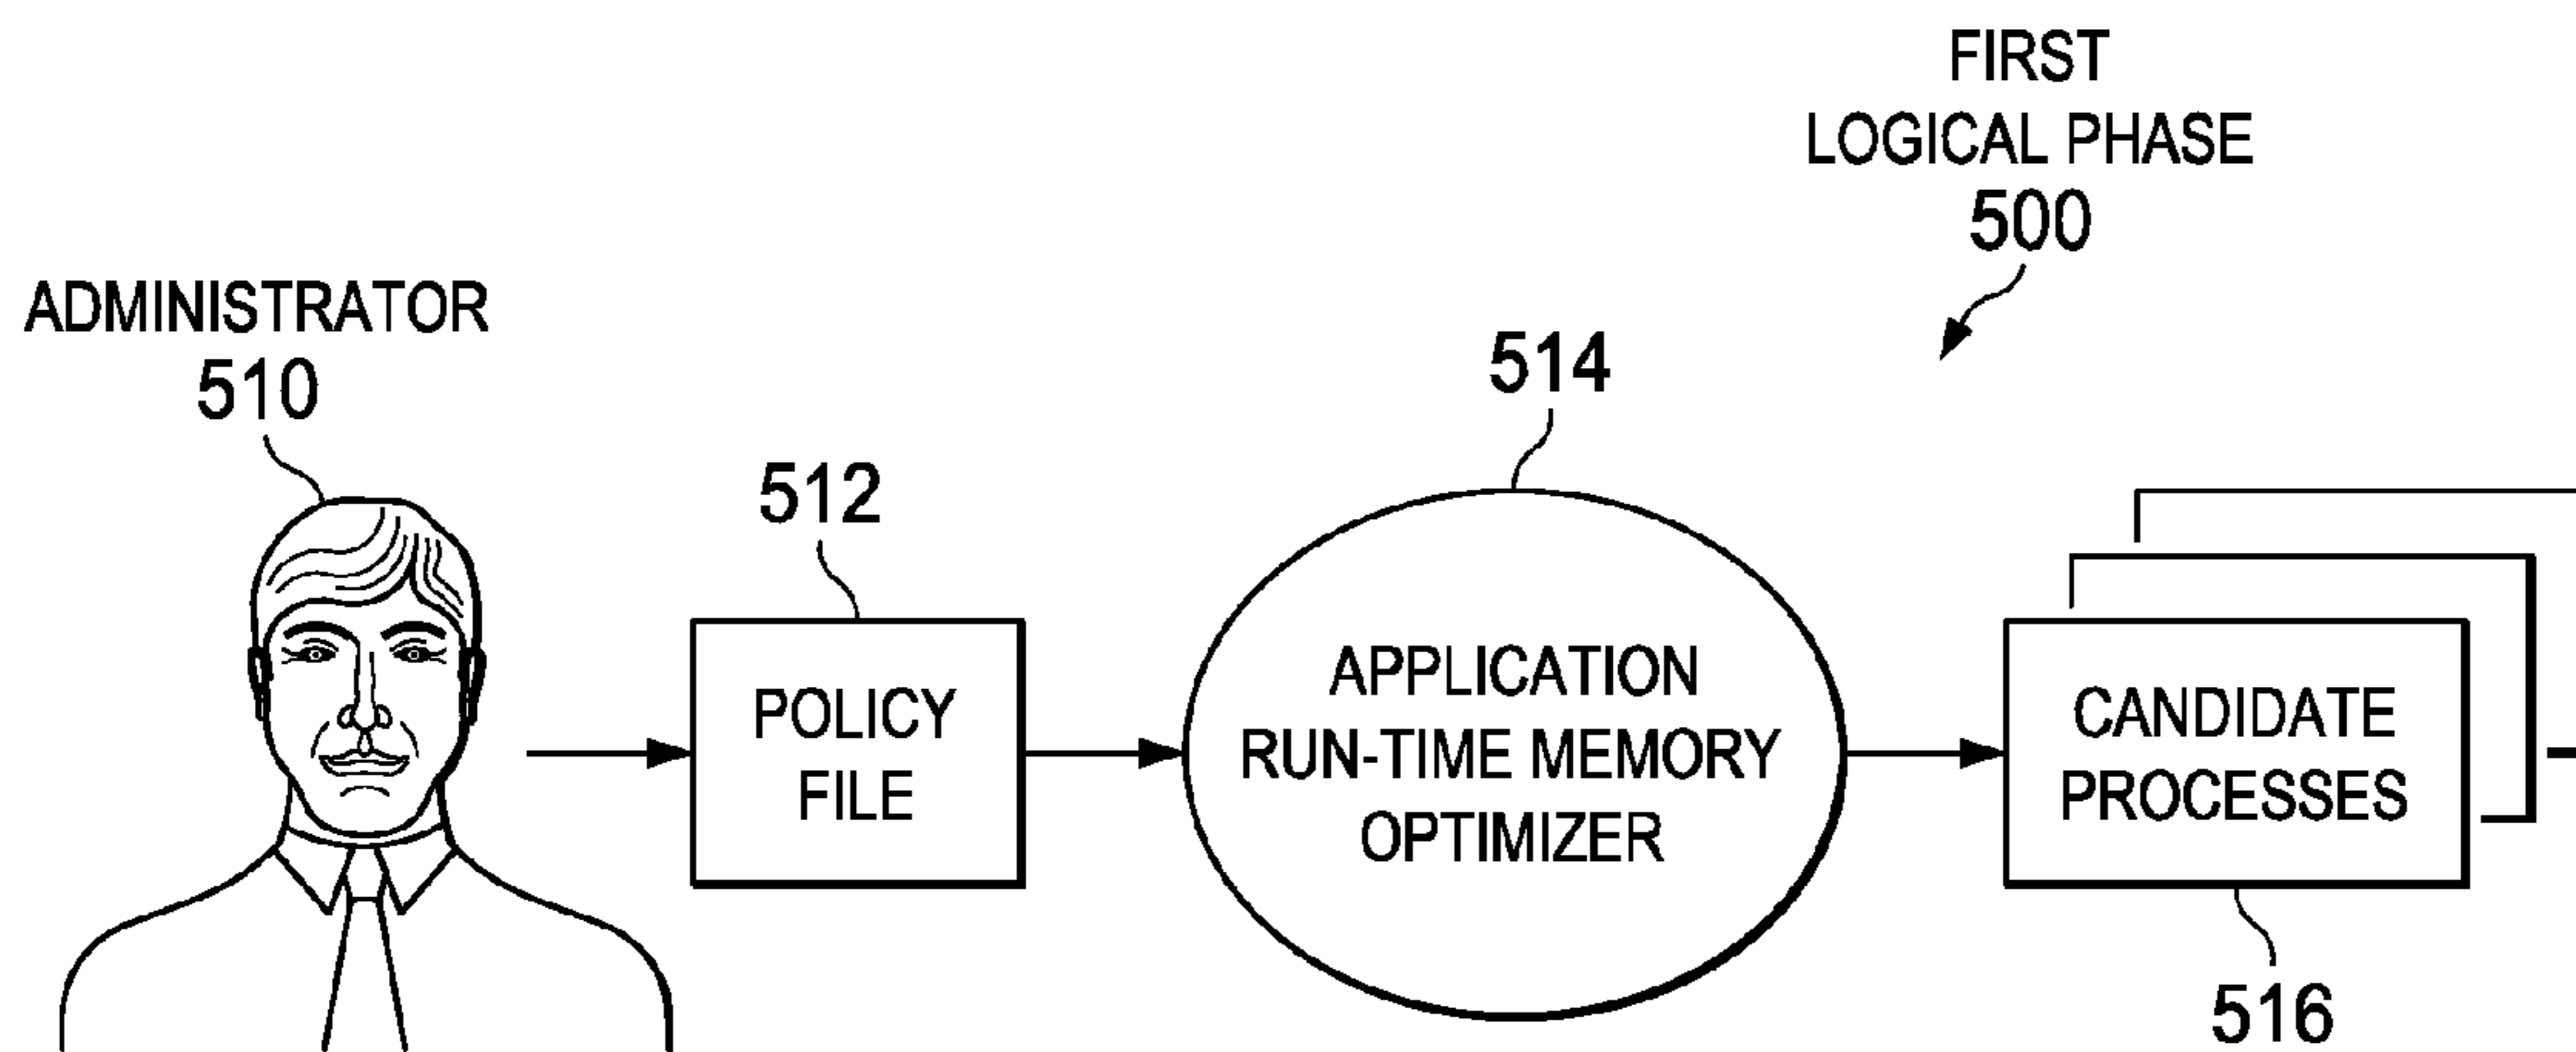 FIRST
LOGICAL PHASE
500
ADMINISTRATOR
510
512
POLICY
FILE
514
APPLICATION
RUN-TIME MEMORY
OPTIMIZER
CANDIDATE
PROCESSES
516